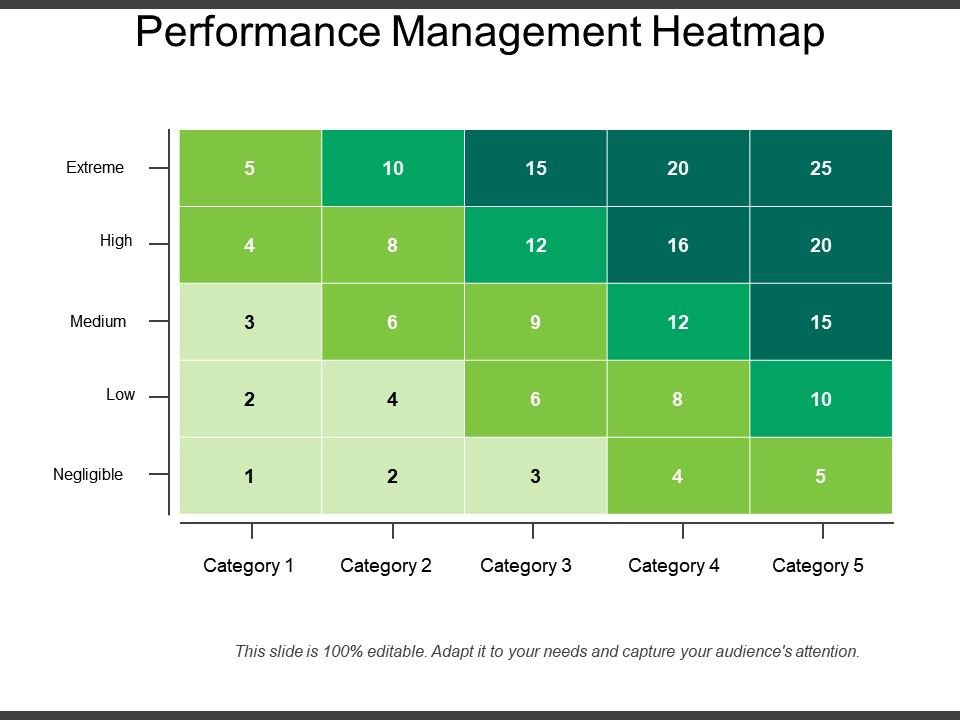 Performance Management Heatmap
Extreme 5 10 15 20 25
High 4 8 12 16 20
Medium 3 6 9 12 15
Low 2 4 6 8 10
Negligible 1 2 3 4 5
Category 1 Category 2 Category 3 Category 4 Category 5
This slide is 100% editable. Adapt it to your needs and capture your audience's attention.